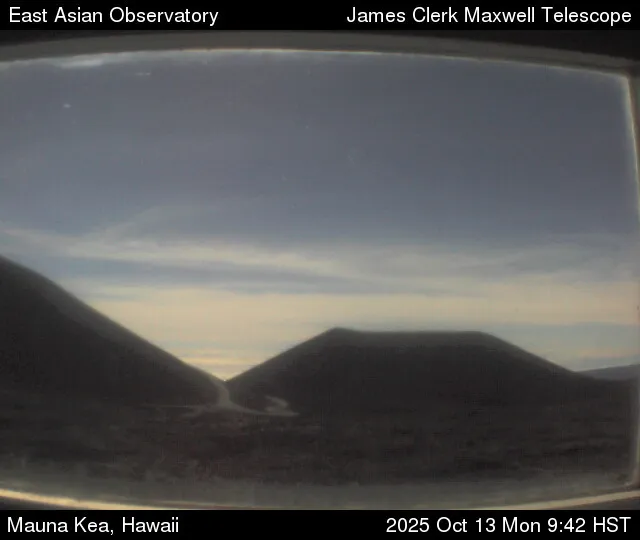 East Asian Observatory
James Clerk Maxwell Telescope
Mauna Kea, Hawaii
2025 Oct 13 Mon 9:42 HST